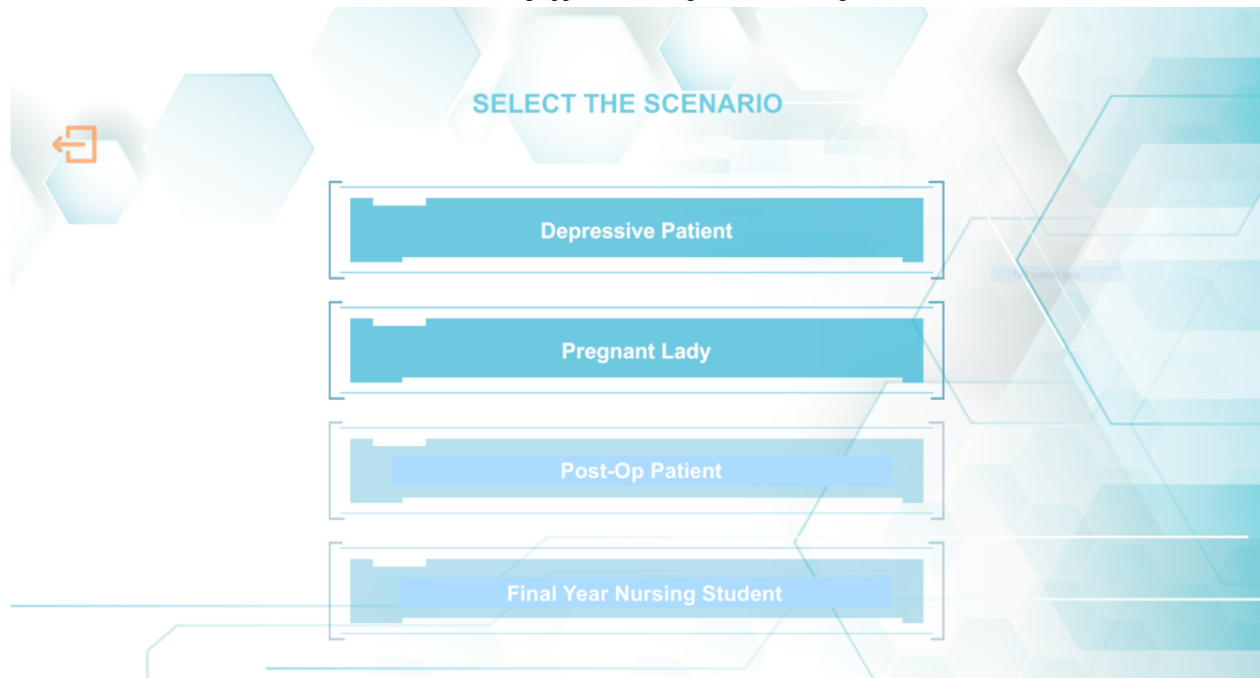 SELECT THE SCENARIO
Depressive Patient
Pregnant Lady
Post-Op Patient
Final Year Nursing Student